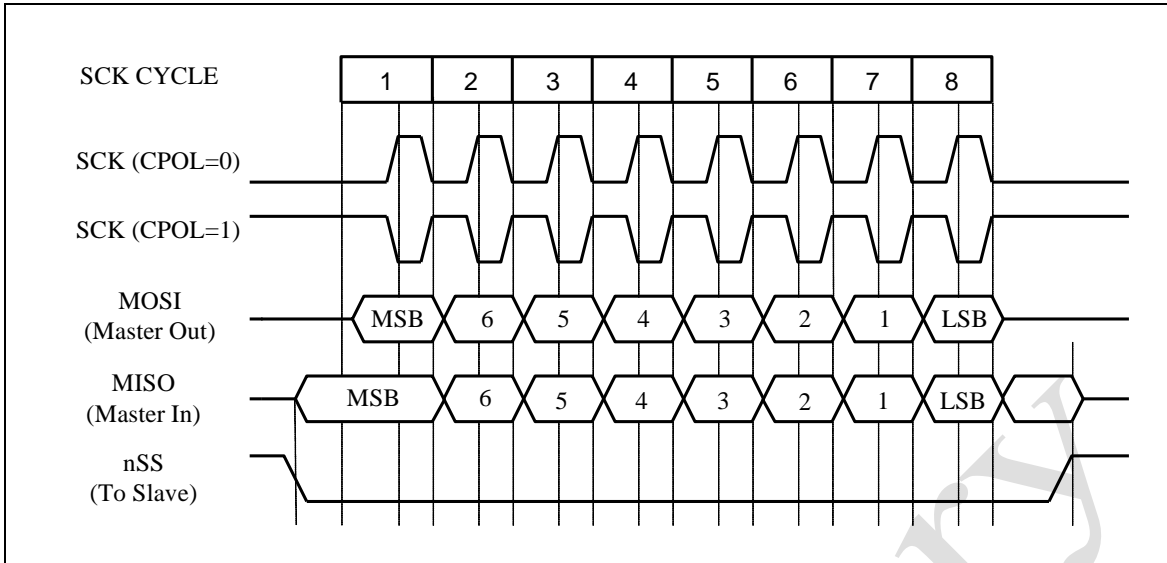 SCK CYCLE 1 2 3 4 5 6 7 8
SCK (CPOL=0)
SCK (CPOL=1)
MOSI
(Master Out)
MSB 6 5 4 3 2 1 LSB
MISO
(Master In)
MSB 6 5 4 3 2 1 LSB
nSS
(To Slave)
ry